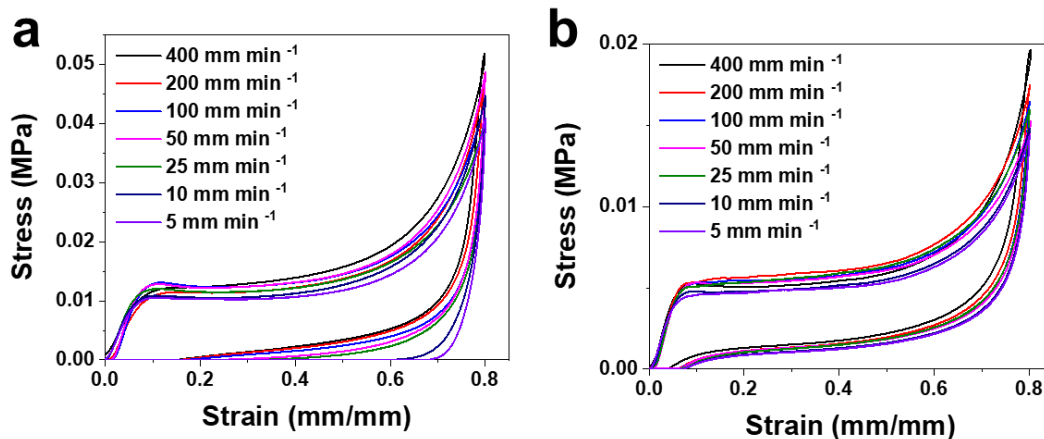 a
Stress (MPa)
0.05
0.04
0.03
0.02
0.01
0.00
400 mm min -1
200 mm min -1
100 mm min -1
50 mm min -1
25 mm min -1
10 mm min -1
5 mm min -1
0.0 0.2 0.4 0.6 0.8
Strain (mm/mm)
b
Stress (MPa)
0.02
0.01
0.00
400 mm min -1
200 mm min -1
100 mm min -1
50 mm min -1
25 mm min -1
10 mm min -1
5 mm min -1
0.0 0.2 0.4 0.6 0.8
Strain (mm/mm)